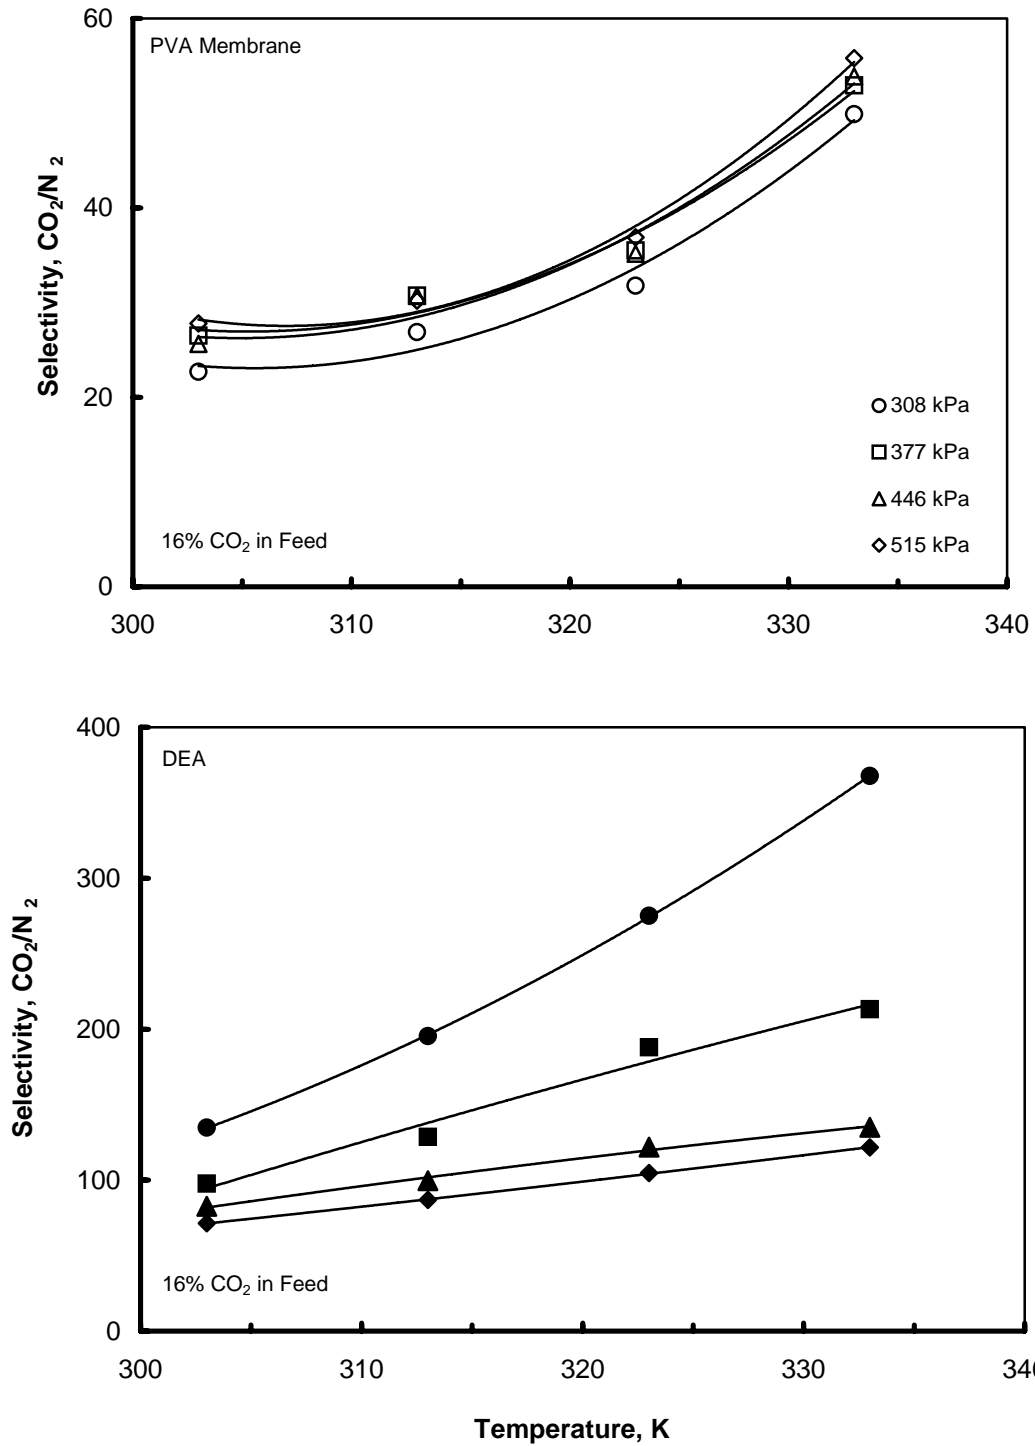 60
PVA Membrane
40
Selectivity, CO₂/N ₂
20
308 kPa
377 kPa
446 kPa
515 kPa
16% CO₂ in Feed
0
300 310 320 330 340
400
DEA
300
Selectivity, CO₂/N ₂
200
100
16% CO₂ in Feed
0
300 310 320 330
Temperature, K